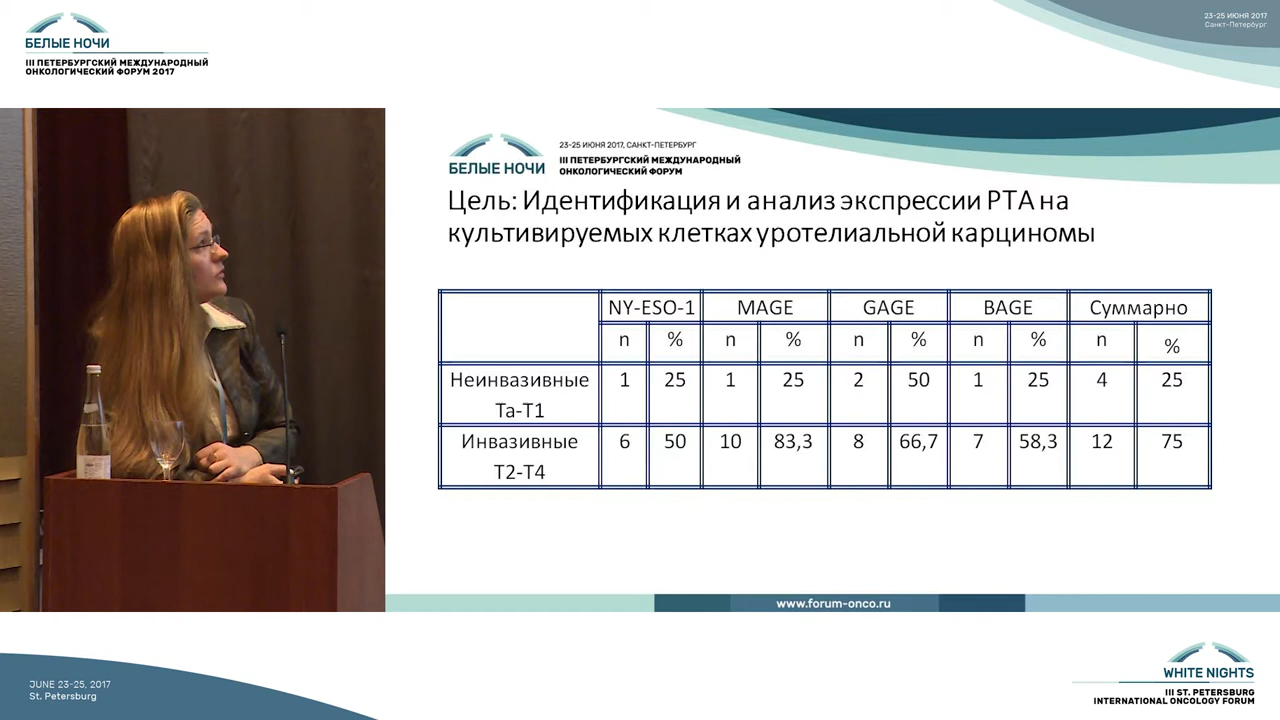 БЕЛЫЕ НОЧИ
III ПЕТЕРБУРГСКИЙ МЕЖДУНАРОДНЫЙ
ОНКОЛОГИЧЕСКИЙ ФОРУМ 2017
23-25 ИЮНЯ 2017
Санкт-Петербург
БЕЛЫЕ НОЧИ
23-25 ИЮНЯ 2017, САНКТ-ПЕТЕРБУРГ
III ПЕТЕРБУРГСКИЙ МЕЖДУНАРОДНЫЙ
ОНКОЛОГИЧЕСКИЙ ФОРУМ
Цель: Идентификация и анализ экспрессии РТА на
культивируемых клетках уротелиальной карциномы
NY-ESO-1 MAGE GAGE BAGE Суммарно
n % n % n % n % n %
Неинвазивные 1 25 1 25 2 50 1 25 4 25
Ta-T1
Инвазивные 6 50 10 83,3 8 66,7 7 58,3 12 75
T2-T4
www.forum-onco.ru
JUNE 23-25, 2017
St. Petersburg
WHITE NIGHTS
III ST. PETERSBURG
INTERNATIONAL ONCOLOGY FORUM